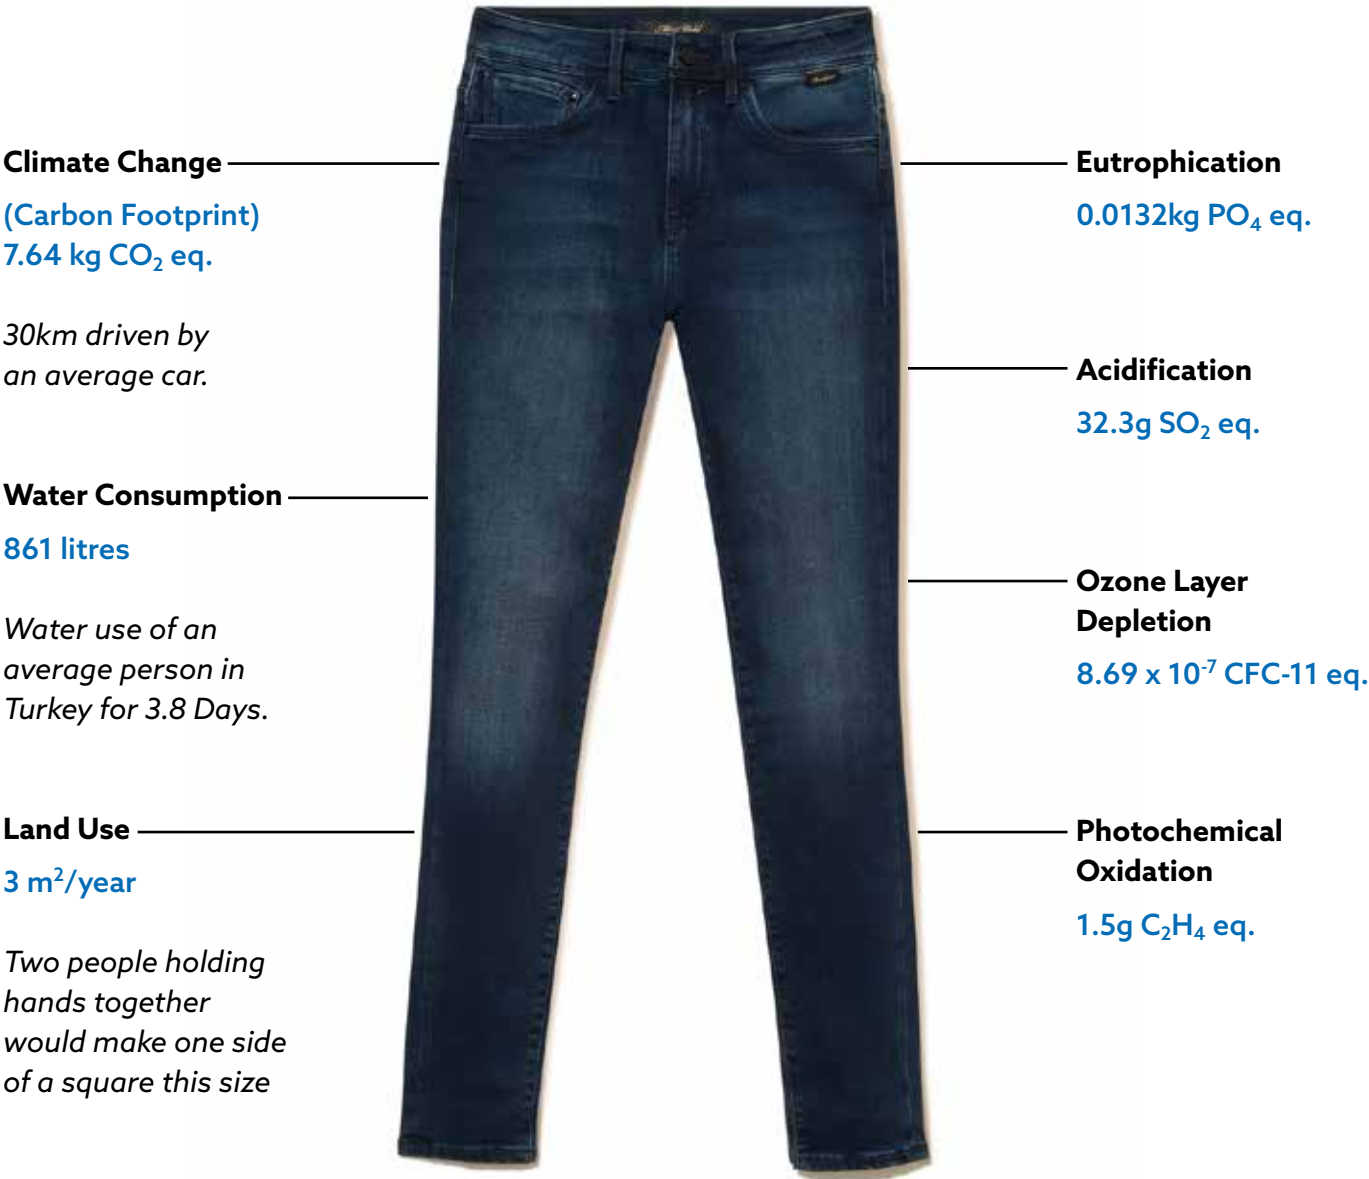 Climate Change
(Carbon Footprint)
7.64 kg CO₂ eq.
30km driven by
an average car.
Water Consumption
861 litres
Water use of an
average person in
Turkey for 3.8 Days.
Land Use
3 m²/year
Two people holding
hands together
would make one side
of a square this size
Eutrophication
0.0132kg PO₄ eq.
Acidification
32.3g SO₂ eq.
Ozone Layer
Depletion
8.69 x 10⁻⁷ CFC-11 eq.
Photochemical
Oxidation
1.5g C₂H₄ eq.